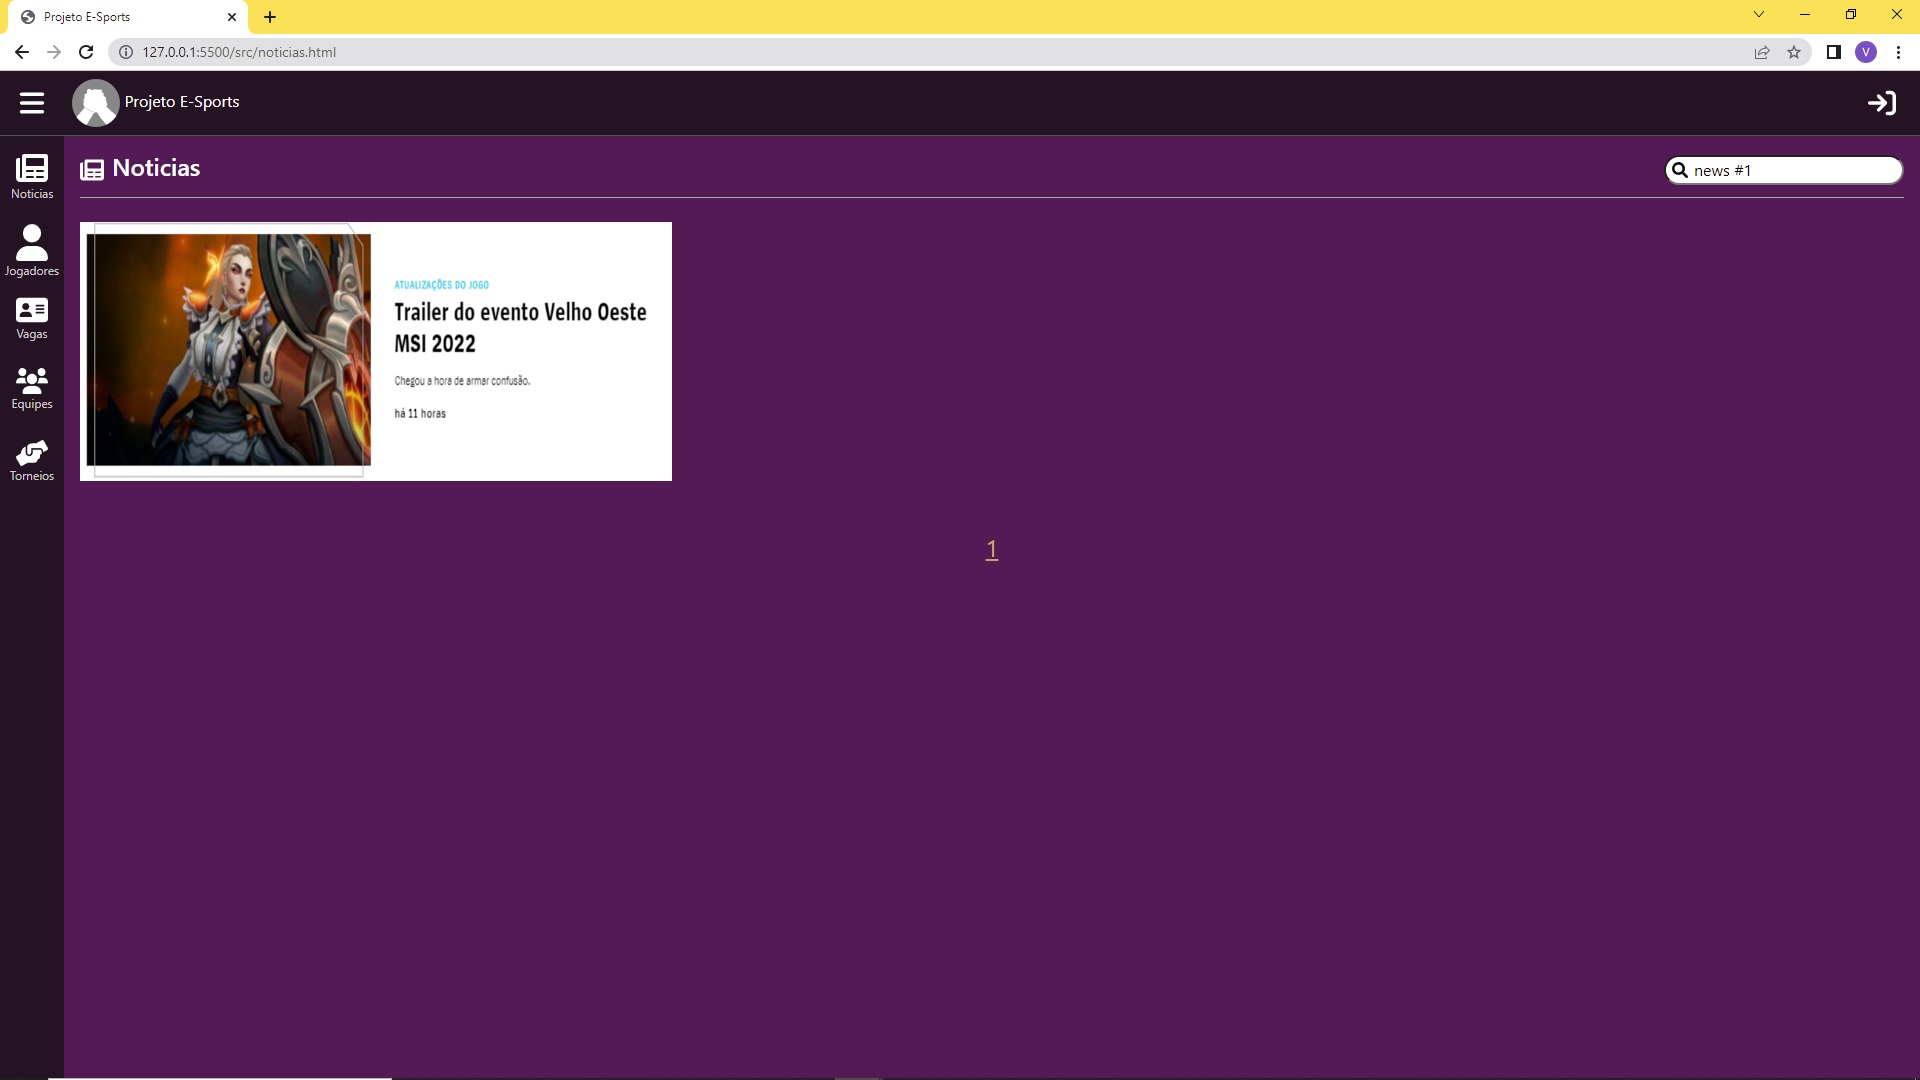 Projeto E-Sports
127.0.0.1:5500/src/noticias.html
V
Projeto E-Sports
Noticias
Jogadores
Vagas
Equipes
Torneios
Noticias
news #1
ATUALIZAÇÕES DO JOGO
Trailer do evento Velho Oeste
MSI 2022
Chegou a hora de armar confusão.
há 11 horas
1